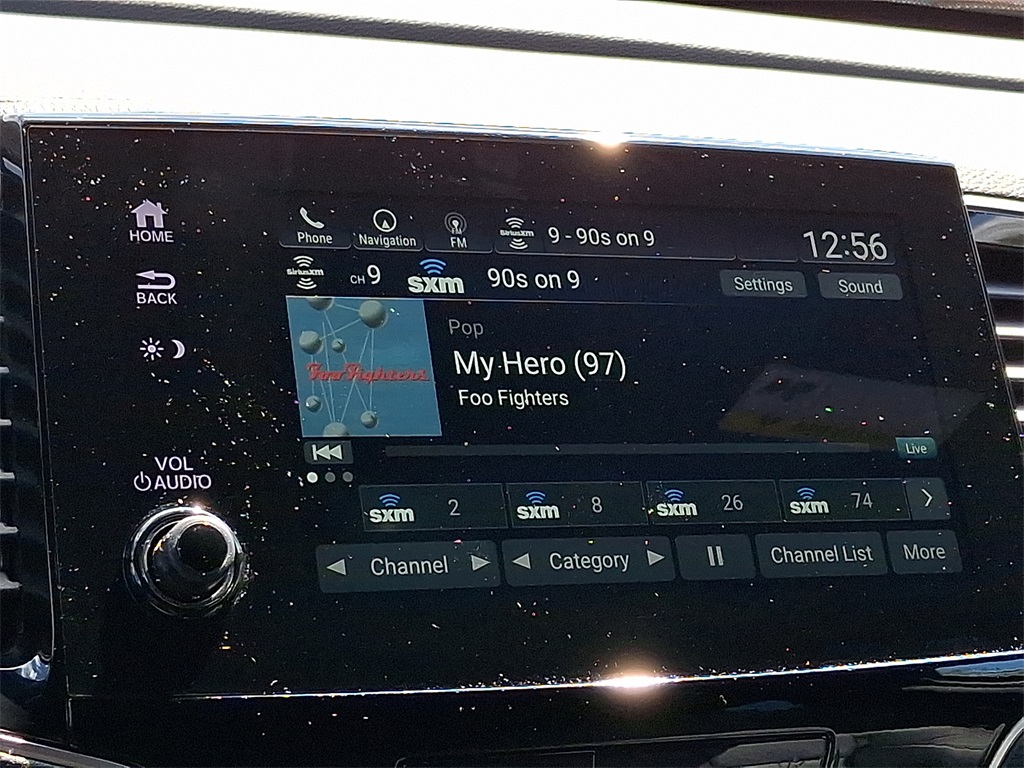 HOME
BACK
VOL
AUDIO
Phone
Navigation
FM
SiriusXM
9 - 90s on 9
12:56
SiriusXM
CH 9
sxm
90s on 9
Settings
Sound
Foo Fighters
Pop
My Hero (97)
Foo Fighters
Live
sxm 2
sxm 8
sxm 26
sxm 74
Channel
Category
Channel List
More